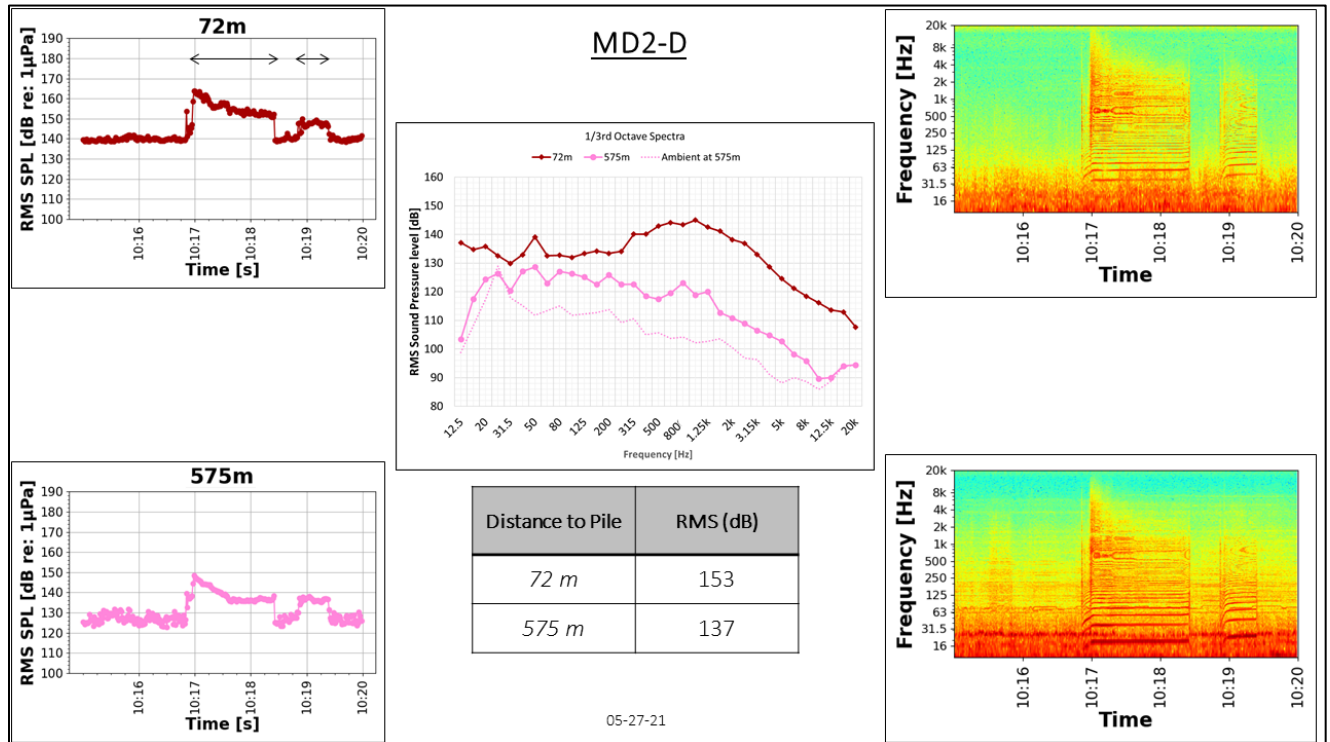 72m
RMS SPL [dB re: 1µPa]
190
180
170
160
150
140
130
120
110
100
10:16
10:17
10:18
10:19
10:20
Time [s]
MD2-D
1/3rd Octave Spectra
72m 575m Ambient at 575m
RMS Sound Pressure level [dB]
160
150
140
130
120
110
100
90
80
12.5
20
31.5
50
80
125
200
315
500
800
1.25k
2k
3.15k
5k
8k
12.5k
20k
Frequency [Hz]
Frequency [Hz]
20k
8k
4k
2k
1k
500
250
125
63
31.5
16
10:16
10:17
10:18
10:19
10:20
Time
575m
RMS SPL [dB re: 1µPa]
190
180
170
160
150
140
130
120
110
100
10:16
10:17
10:18
10:19
10:20
Time [s]
Distance to Pile RMS (dB)
72 m 153
575 m 137
05-27-21
Frequency [Hz]
20k
8k
4k
2k
1k
500
250
125
63
31.5
16
10:16
10:17
10:18
10:19
10:20
Time